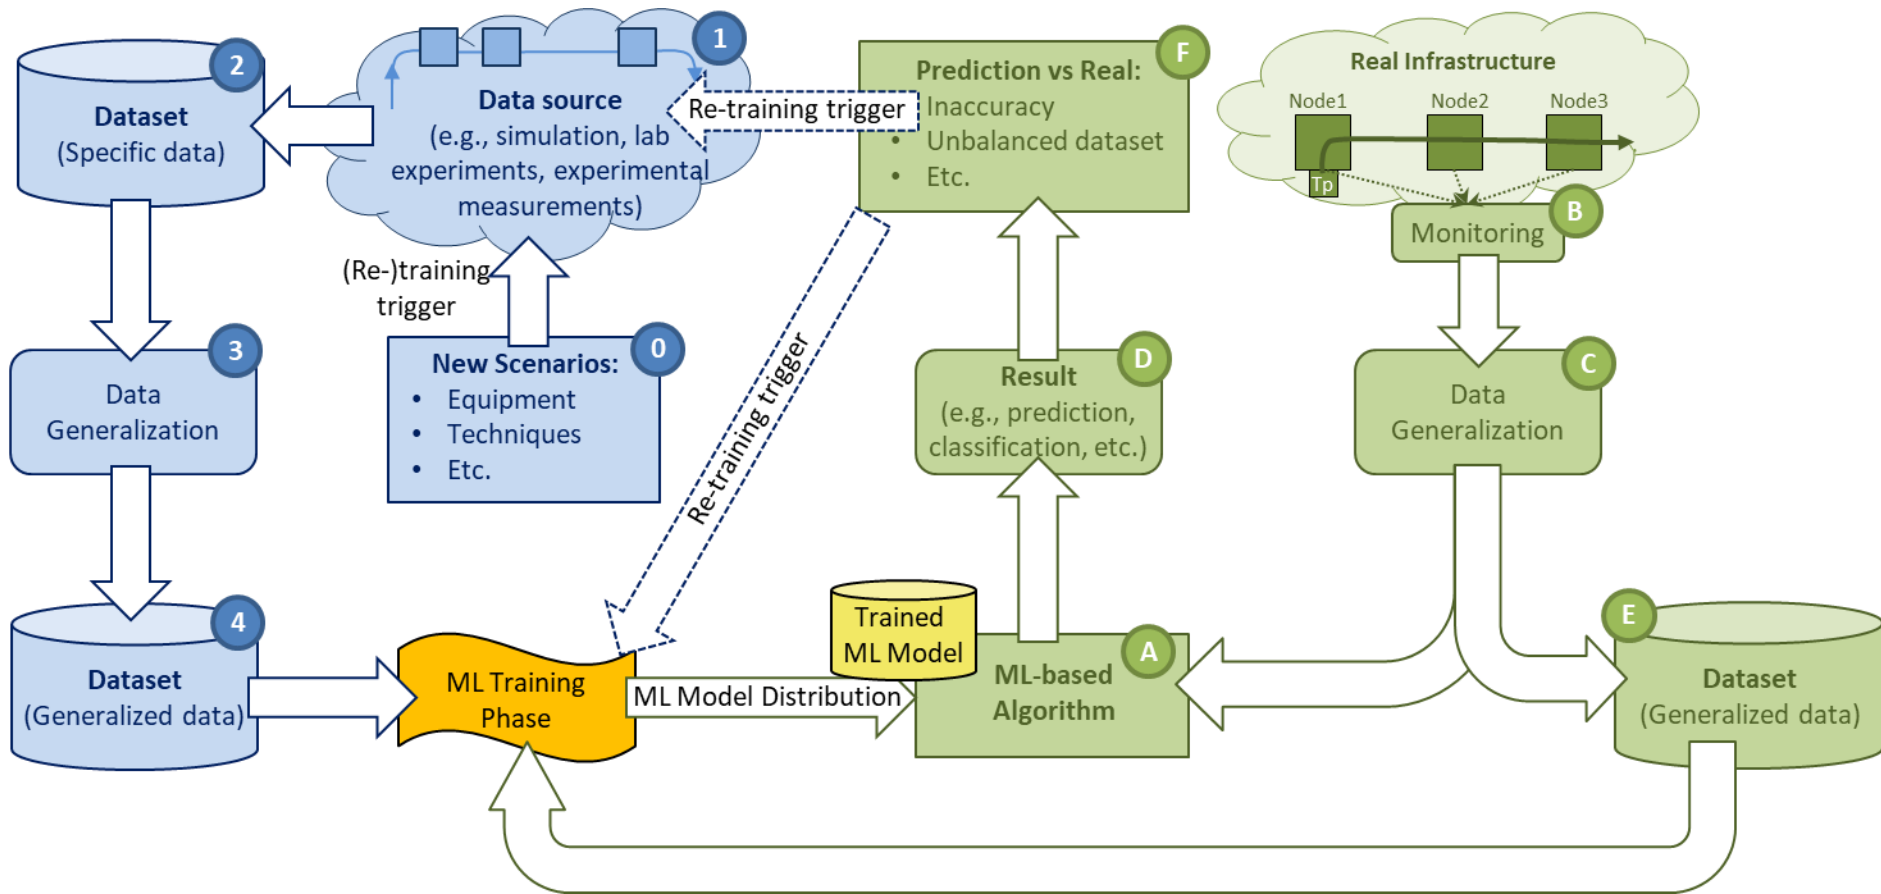 2
Dataset
(Specific data)
1
Data source
(e.g., simulation, lab
experiments, experimental
measurements)
Re-training trigger
F
Prediction vs Real:
• Inaccuracy
• Unbalanced dataset
• Etc.
Real Infrastructure
Node1
Node2
Node3
Tp
B
Monitoring
(Re-)training
trigger
0
New Scenarios:
• Equipment
• Techniques
• Etc.
3
Data
Generalization
Re-training trigger
D
Result
(e.g., prediction,
classification, etc.)
C
Data
Generalization
4
Dataset
(Generalized data)
ML Training
Phase
ML Model Distribution
Trained
ML Model
A
ML-based
Algorithm
E
Dataset
(Generalized data)